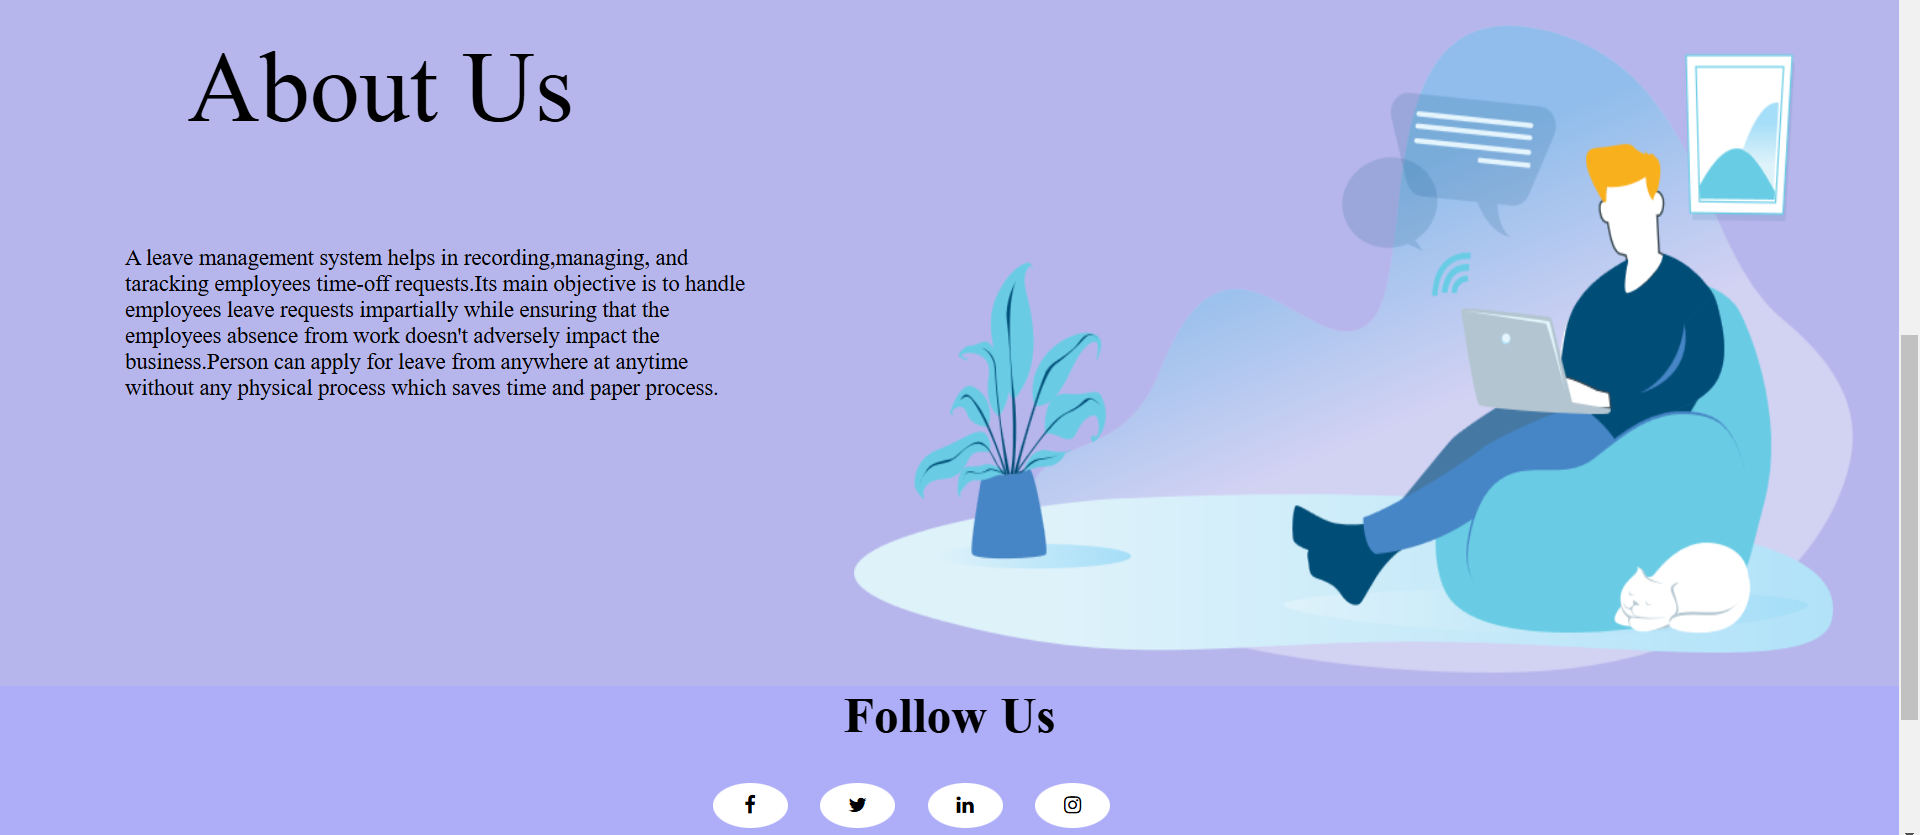 About Us
A leave management system helps in recording,managing, and
taracking employees time-off requests.Its main objective is to handle
employees leave requests impartially while ensuring that the
employees absence from work doesn't adversely impact the
business.Person can apply for leave from anywhere at anytime
without any physical process which saves time and paper process.
Follow Us